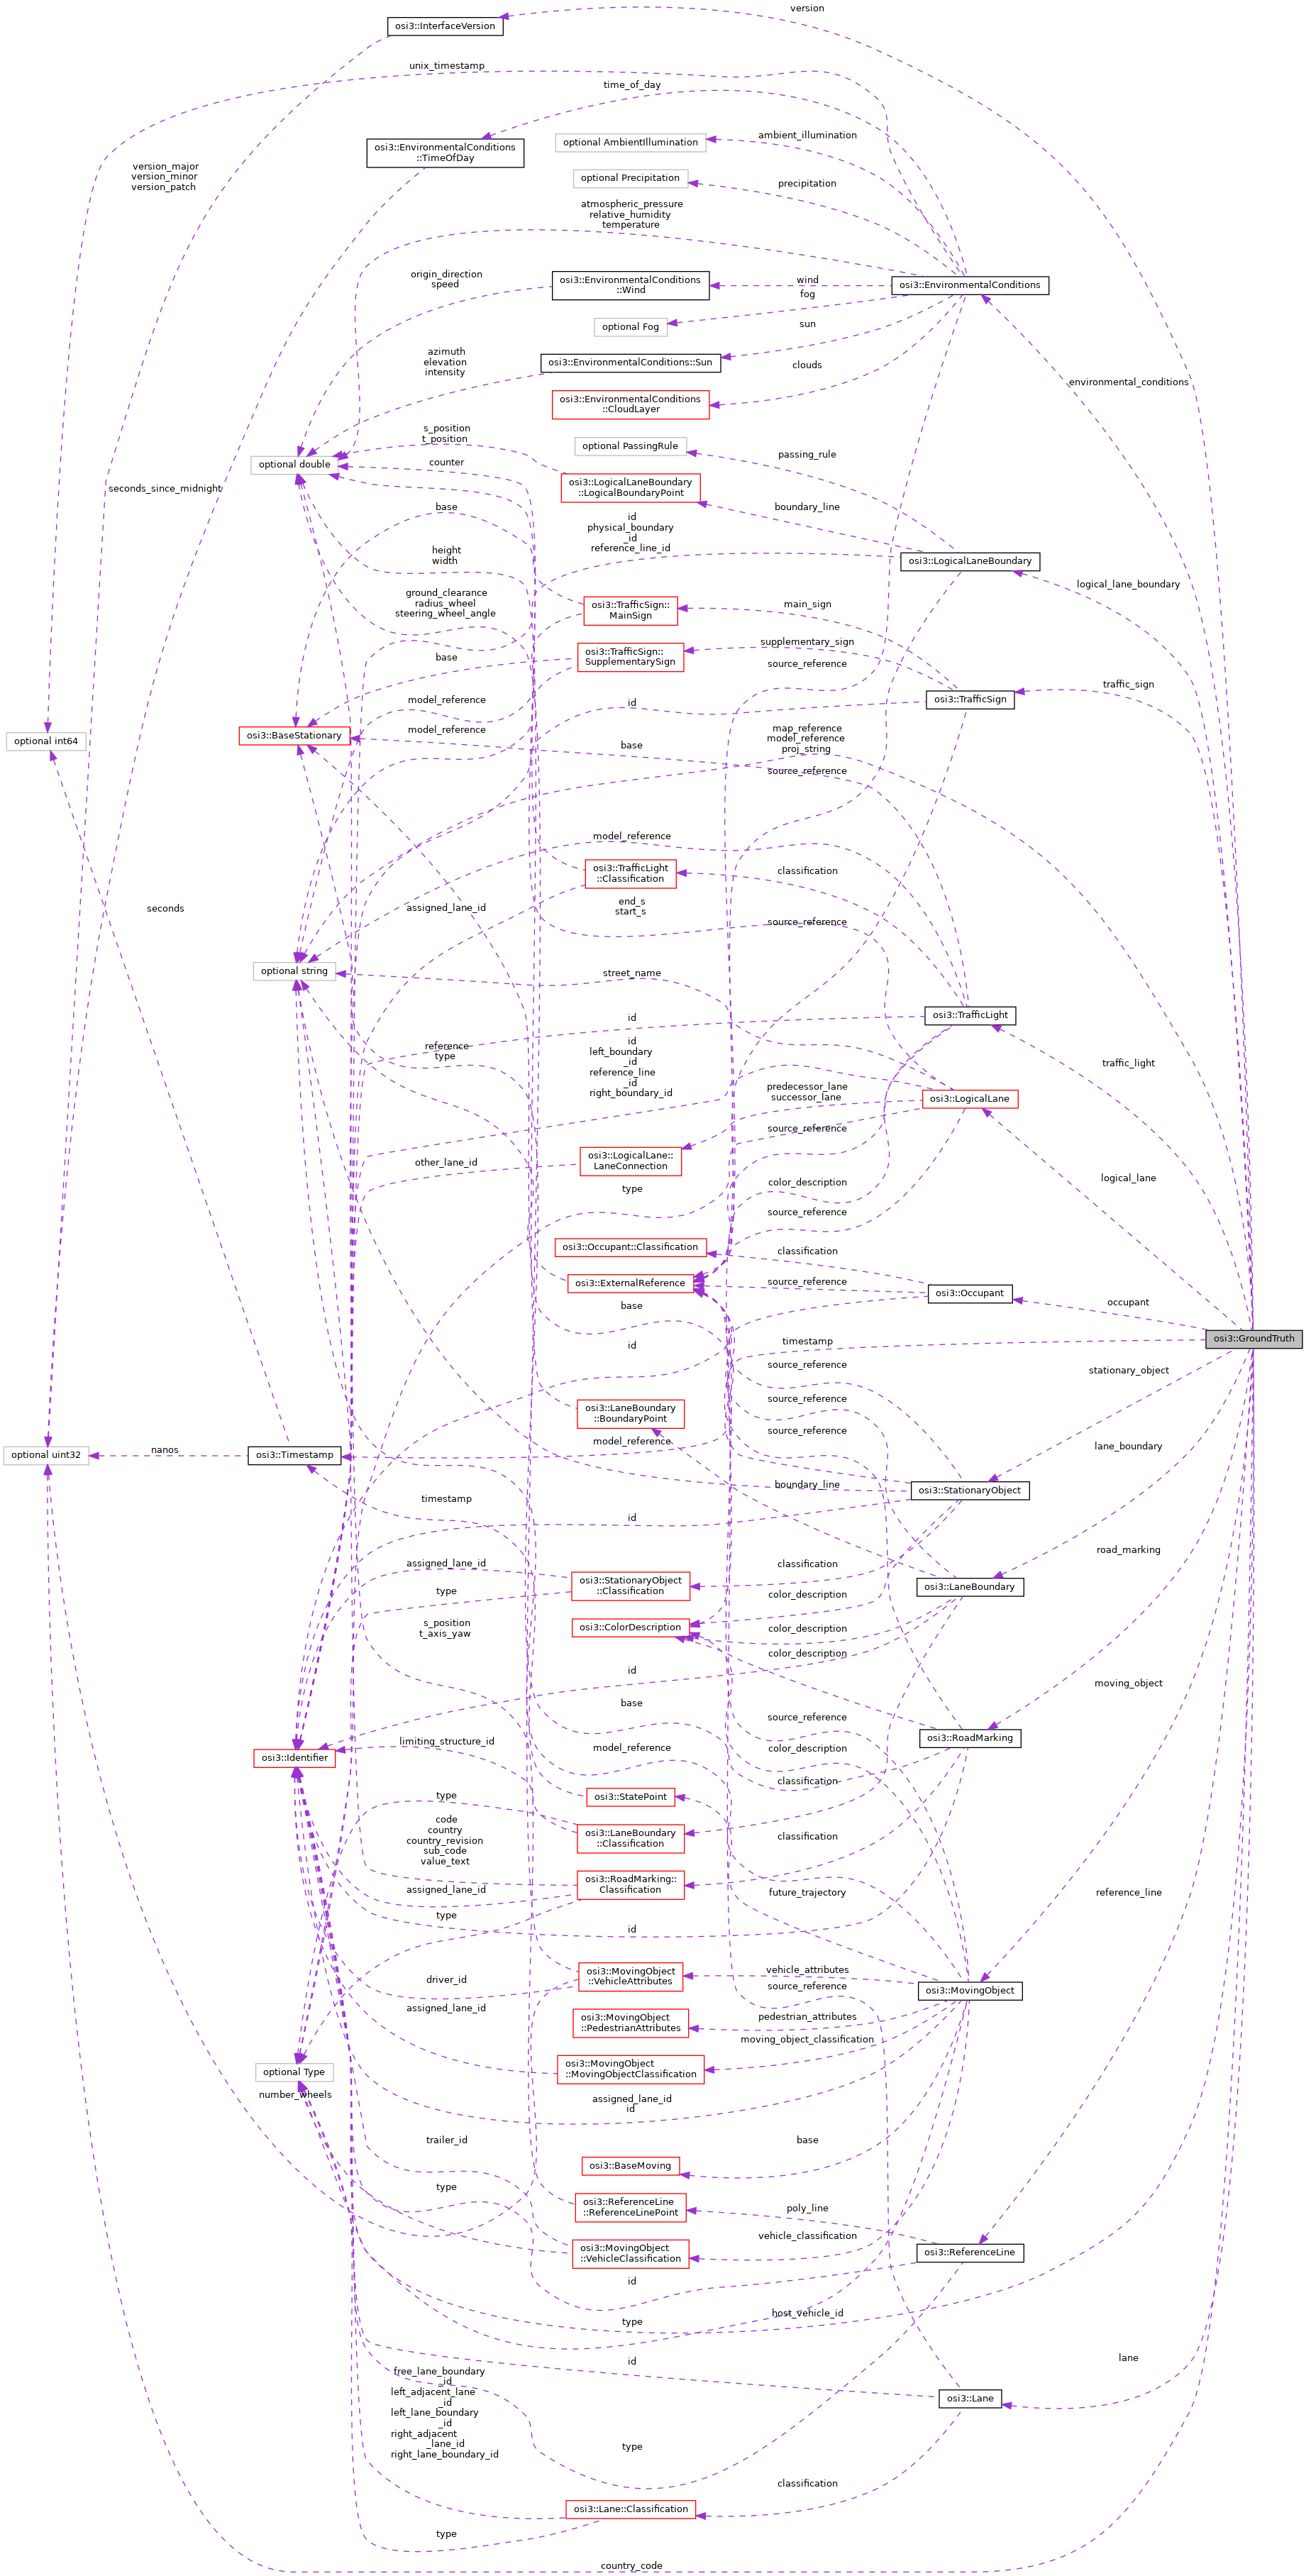 version
osi3::InterfaceVersion
unix_timestamp
time_of_day
ambient_illumination
optional AmbientIllumination
osi3::EnvironmentalConditions
::TimeOfDay
version_major
version_minor
version_patch
optional Precipitation
precipitation
atmospheric_pressure
relative_humidity
temperature
origin_direction
speed
osi3::EnvironmentalConditions
::Wind
wind
osi3::EnvironmentalConditions
fog
optional Fog
sun
azimuth
elevation
intensity
osi3::EnvironmentalConditions::Sun
clouds
environmental_conditions
osi3::EnvironmentalConditions
::CloudLayer
s_position
t_position
optional PassingRule
passing_rule
optional double
counter
seconds_since_midnight
osi3::LogicalLaneBoundary
::LogicalBoundaryPoint
boundary_line
base
id
physical_boundary
_id
reference_line_id
height
width
osi3::LogicalLaneBoundary
logical_lane_boundary
ground_clearance
radius_wheel
steering_wheel_angle
osi3::TrafficSign::
MainSign
main_sign
supplementary_sign
osi3::TrafficSign::
SupplementarySign
base
source_reference
traffic_sign
model_reference
id
osi3::TrafficSign
model_reference
map_reference
model_reference
proj_string
osi3::BaseStationary
optional int64
base
source_reference
model_reference
osi3::TrafficLight
::Classification
classification
seconds
assigned_lane_id
end_s
start_s
source_reference
optional string
street_name
id
osi3::TrafficLight
reference
type
id
left_boundary
_id
reference_line
_id
right_boundary_id
traffic_light
predecessor_lane
successor_lane
osi3::LogicalLane
source_reference
osi3::LogicalLane::
LaneConnection
other_lane_id
type
color_description
logical_lane
source_reference
osi3::Occupant::Classification
classification
osi3::ExternalReference
source_reference
osi3::Occupant
occupant
base
osi3::GroundTruth
id
timestamp
source_reference
stationary_object
source_reference
osi3::LaneBoundary
::BoundaryPoint
source_reference
model_reference
lane_boundary
optional uint32
nanos
osi3::Timestamp
boundary_line
osi3::StationaryObject
timestamp
id
road_marking
assigned_lane_id
classification
type
osi3::StationaryObject
::Classification
color_description
osi3::LaneBoundary
s_position
t_axis_yaw
osi3::ColorDescription
color_description
color_description
id
moving_object
base
source_reference
limiting_structure_id
osi3::RoadMarking
osi3::Identifier
model_reference
color_description
classification
type
osi3::StatePoint
code
country
country_revision
sub_code
value_text
osi3::LaneBoundary
::Classification
classification
assigned_lane_id
osi3::RoadMarking::
Classification
future_trajectory
reference_line
type
id
driver_id
osi3::MovingObject
::VehicleAttributes
vehicle_attributes
source_reference
osi3::MovingObject
assigned_lane_id
osi3::MovingObject
::PedestrianAttributes
pedestrian_attributes
moving_object_classification
optional Type
osi3::MovingObject
::MovingObjectClassification
number_wheels
assigned_lane_id
id
trailer_id
base
osi3::BaseMoving
type
osi3::ReferenceLine
::ReferenceLinePoint
poly_line
vehicle_classification
osi3::MovingObject
::VehicleClassification
osi3::ReferenceLine
id
host_vehicle_id
type
lane
id
free_lane_boundary
_id
left_adjacent_lane
_id
left_lane_boundary
_id
right_adjacent
_lane_id
right_lane_boundary_id
osi3::Lane
type
classification
osi3::Lane::Classification
type
country_code